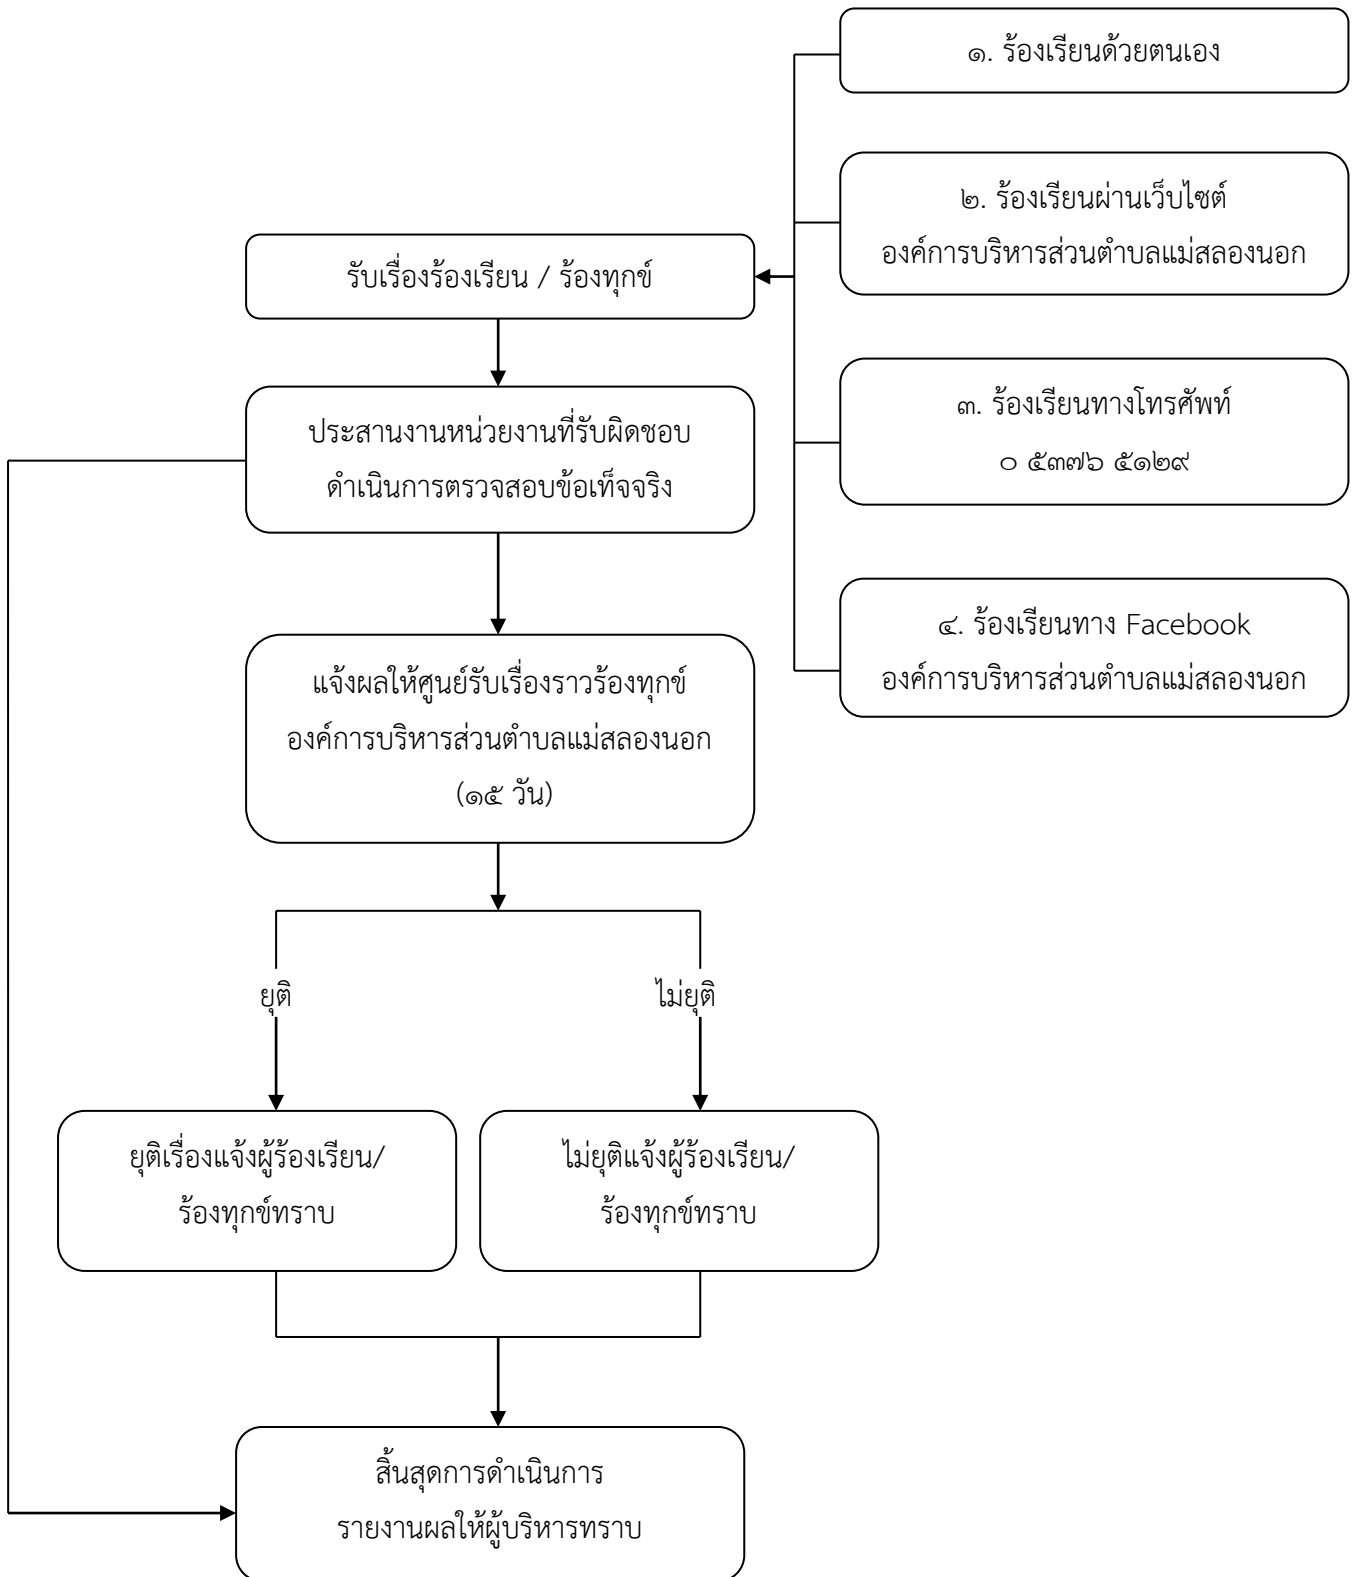 ๑. ร้องเรียนด้วยตนเอง
๒. ร้องเรียนผ่านเว็บไซต์
องค์การบริหารส่วนตำบลแม่สลองนอก
รับเรื่องร้องเรียน / ร้องทุกข์
๓. ร้องเรียนทางโทรศัพท์
๐ ๕๓๗๖ ๕๑๒๙
ประสานงานหน่วยงานที่รับผิดชอบ
ดำเนินการตรวจสอบข้อเท็จจริง
๔. ร้องเรียนทาง Facebook
องค์การบริหารส่วนตำบลแม่สลองนอก
แจ้งผลให้ศูนย์รับเรื่องราวร้องทุกข์
องค์การบริหารส่วนตำบลแม่สลองนอก
(๑๕ วัน)
ยุติ
ไม่ยุติ
ยุติเรื่องแจ้งผู้ร้องเรียน/
ร้องทุกข์ทราบ
ไม่ยุติแจ้งผู้ร้องเรียน/
ร้องทุกข์ทราบ
สิ้นสุดการดำเนินการ
รายงานผลให้ผู้บริหารทราบ